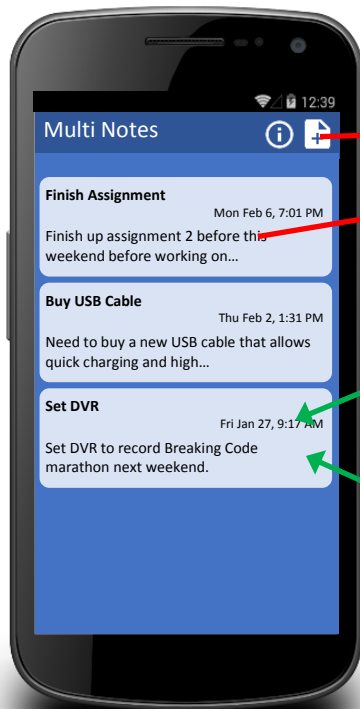 12:39
Multi Notes
Finish Assignment
Mon Feb 6, 7:01 PM
Finish up assignment 2 before this
weekend before working on...
Buy USB Cable
Thu Feb 2, 1:31 PM
Need to buy a new USB cable that allows
quick charging and high...
Set DVR
Fri Jan 27, 9:17 AM
Set DVR to record Breaking Code
marathon next weekend.